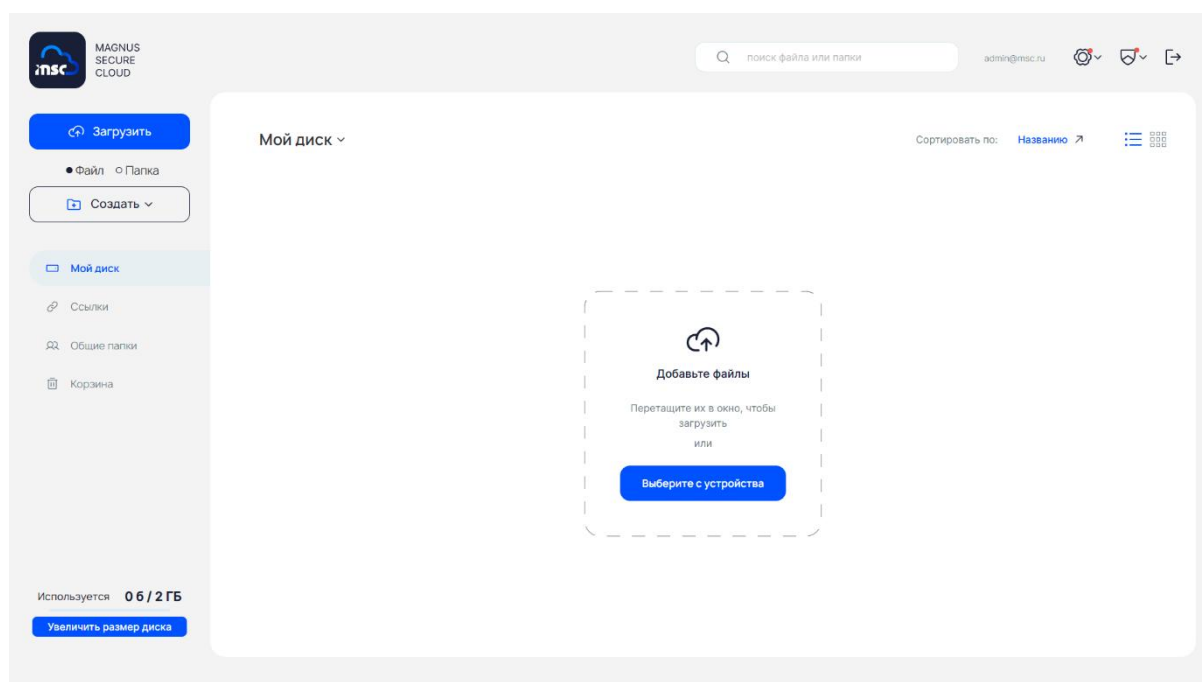 MAGNUS
SECURE
CLOUD
msc
поиск файла или папки
admin@msc.ru
Загрузить
Файл Папка
Создать
Мой диск
Ссылки
Общие папки
Корзина
Используется 0 б / 2 ГБ
Увеличить размер диска
Мой диск
Сортировать по: Названию
Добавьте файлы
Перетащите их в окно, чтобы
загрузить
или
Выберите с устройства